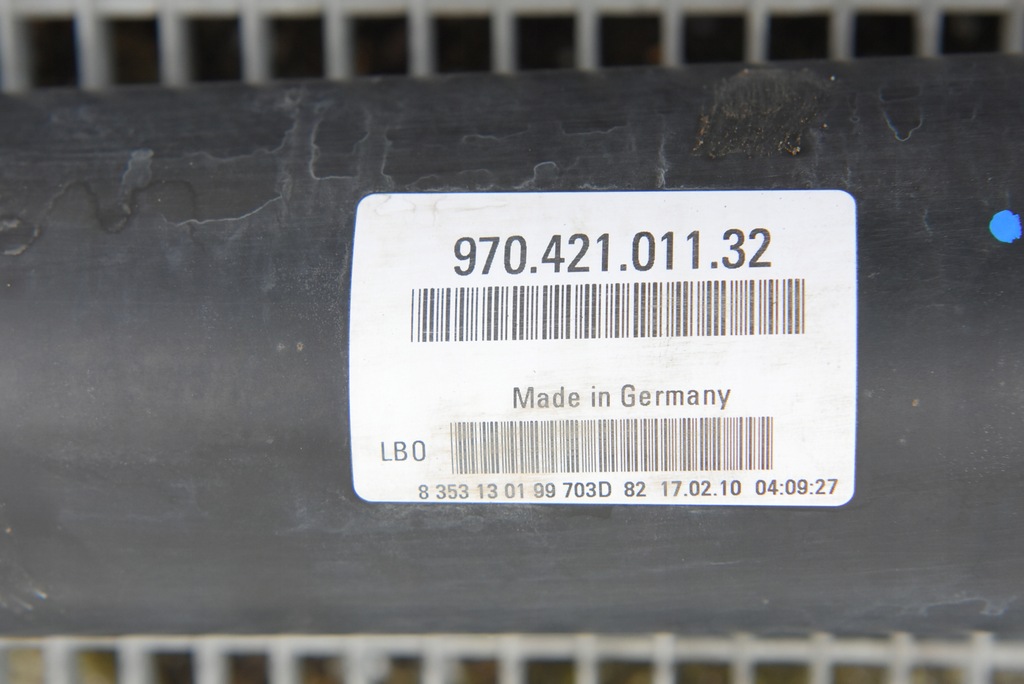 970.421.011.32
Made in Germany
LB0
8 353 13 01 99 703D 82 17.02.10 04:09:27